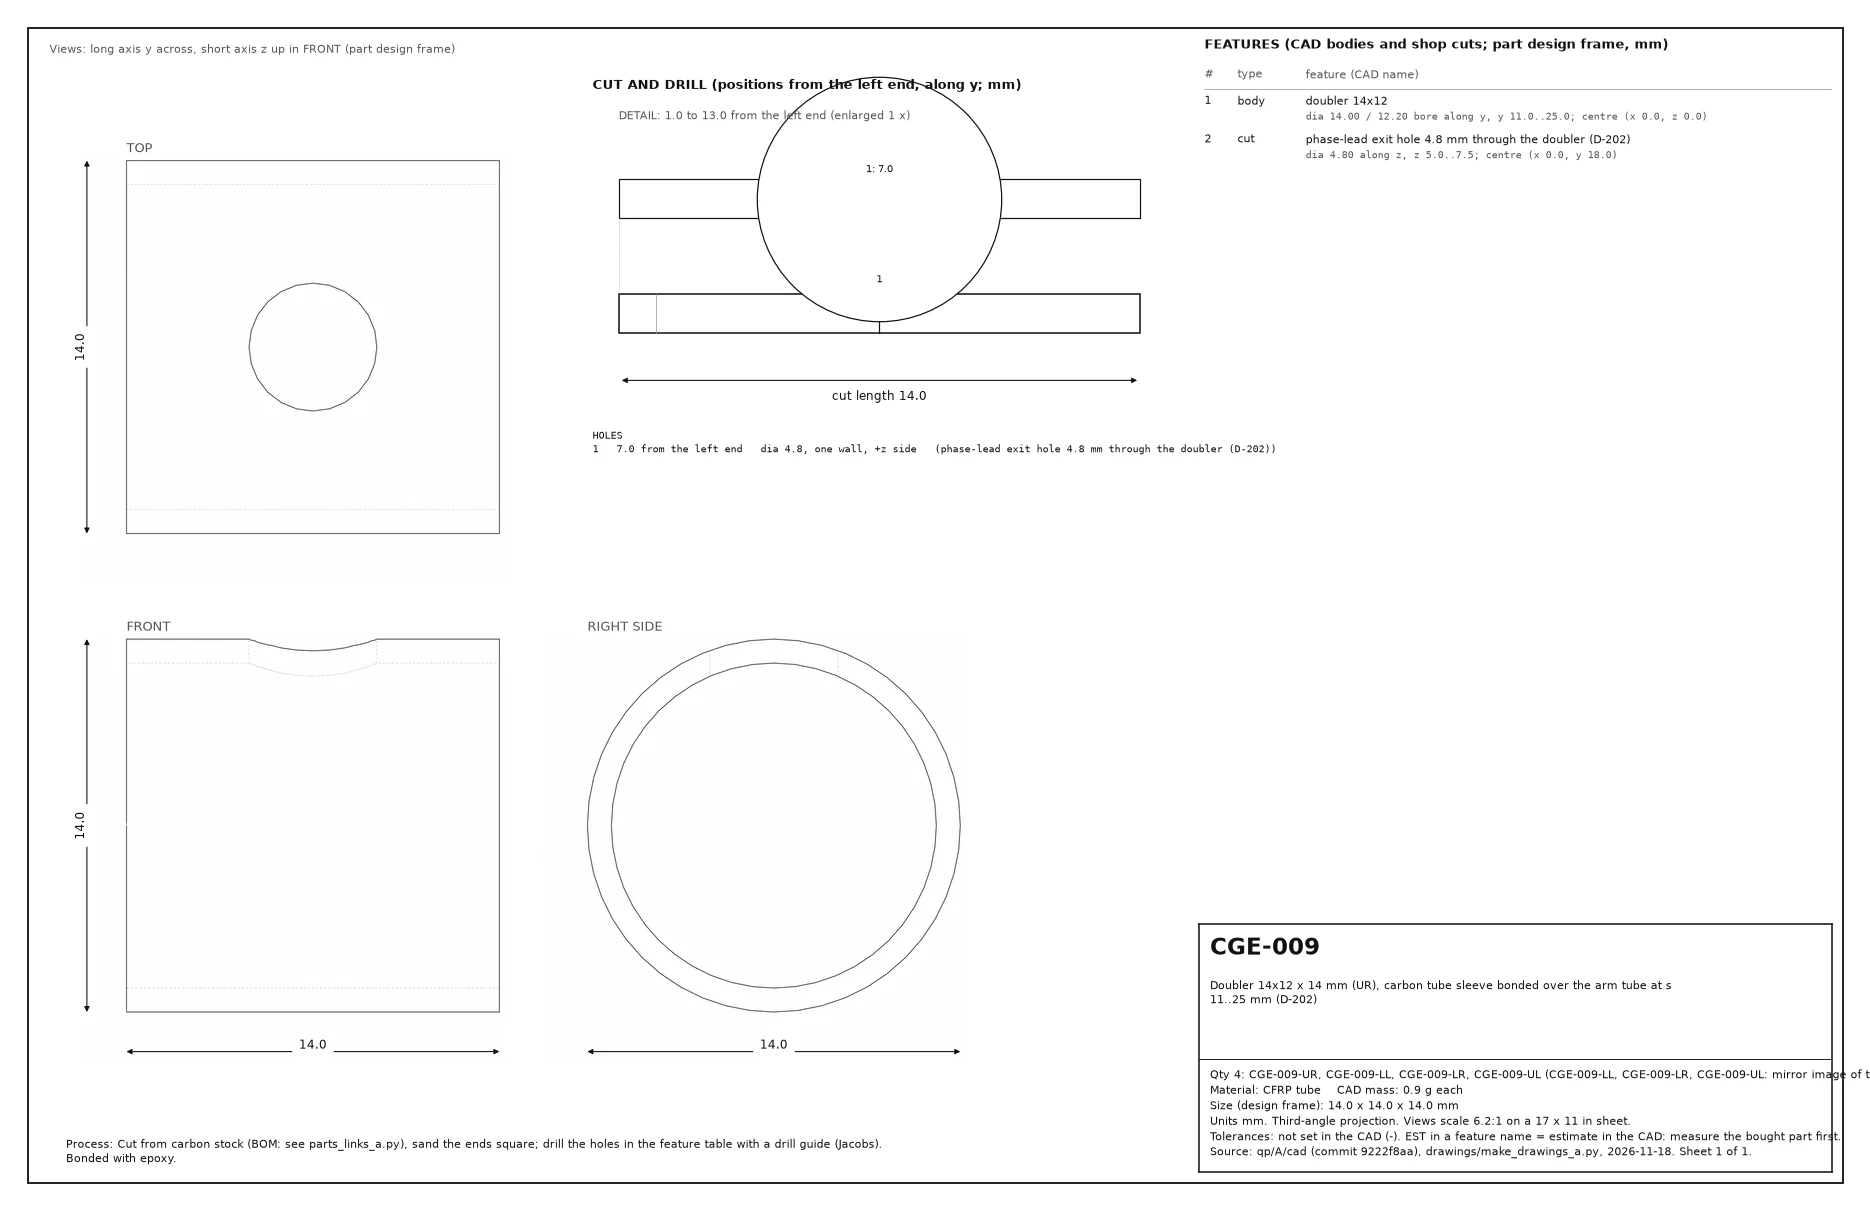 Views: long axis y across, short axis z up in FRONT (part design frame)
CUT AND DRILL (positions from the left end, along y; mm)
DETAIL: 1.0 to 13.0 from the left end (enlarged 1 x)
1: 7.0
1
cut length 14.0
HOLES
1 7.0 from the left end dia 4.8, one wall, +z side (phase-lead exit hole 4.8 mm through the doubler (D-202))
FEATURES (CAD bodies and shop cuts; part design frame, mm)
# type feature (CAD name)
1 body doubler 14x12
dia 14.00 / 12.20 bore along y, y 11.0..25.0; centre (x 0.0, z 0.0)
2 cut phase-lead exit hole 4.8 mm through the doubler (D-202)
dia 4.80 along z, z 5.0..7.5; centre (x 0.0, y 18.0)
TOP
14.0
FRONT
14.0
14.0
RIGHT SIDE
14.0
Process: Cut from carbon stock (BOM: see parts_links_a.py), sand the ends square; drill the holes in the feature table with a drill guide (Jacobs).
Bonded with epoxy.
CGE-009
Doubler 14x12 x 14 mm (UR), carbon tube sleeve bonded over the arm tube at s
11..25 mm (D-202)
Qty 4: CGE-009-UR, CGE-009-LL, CGE-009-LR, CGE-009-UL (CGE-009-LL, CGE-009-LR, CGE-009-UL: mirror image of t
Material: CFRP tube CAD mass: 0.9 g each
Size (design frame): 14.0 x 14.0 x 14.0 mm
Units mm. Third-angle projection. Views scale 6.2:1 on a 17 x 11 in sheet.
Tolerances: not set in the CAD (-). EST in a feature name = estimate in the CAD: measure the bought part first.
Source: qp/A/cad (commit 9222f8aa), drawings/make_drawings_a.py, 2026-11-18. Sheet 1 of 1.